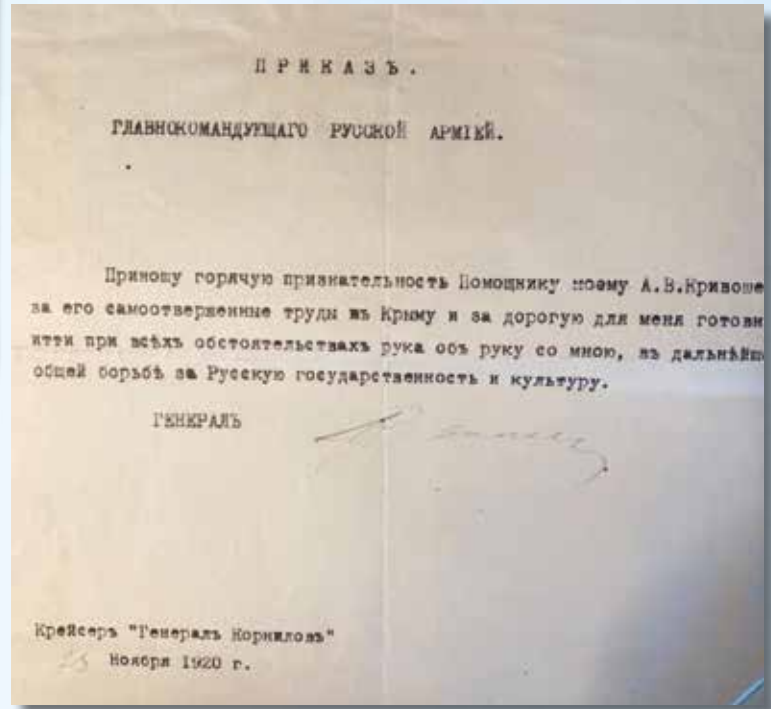 ПРИКАЗЪ.
ГЛАВНОКОМАНДУЮЩАГО РУССКОЙ АРМІЕЙ.
Приношу горячую признательность Помощнику моему А.В.Кривоше
за его самоотверженные труды въ Крыму и за дорогую для меня готовн
итти при всѣхъ обстоятельствахъ рука объ руку со мною, въ дальнѣйш
общей борьбѣ за Русскую государственность и культуру.
ГЕНЕРАЛЪ
Крейсеръ "Генералъ Корниловъ"
Ноября 1920 г.